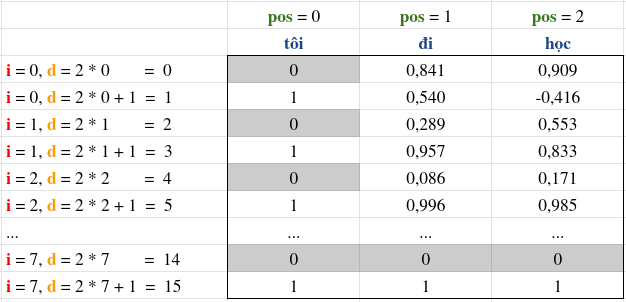 pos = 0 pos = 1 pos = 2
tôi đi học
i = 0, d = 2 * 0 = 0 0 0,841 0,909
i = 0, d = 2 * 0 + 1 = 1 1 0,540 -0,416
i = 1, d = 2 * 1 = 2 0 0,289 0,553
i = 1, d = 2 * 1 + 1 = 3 1 0,957 0,833
i = 2, d = 2 * 2 = 4 0 0,086 0,171
i = 2, d = 2 * 2 + 1 = 5 1 0,996 0,985
... ... ... ...
i = 7, d = 2 * 7 = 14 0 0 0
i = 7, d = 2 * 7 + 1 = 15 1 1 1